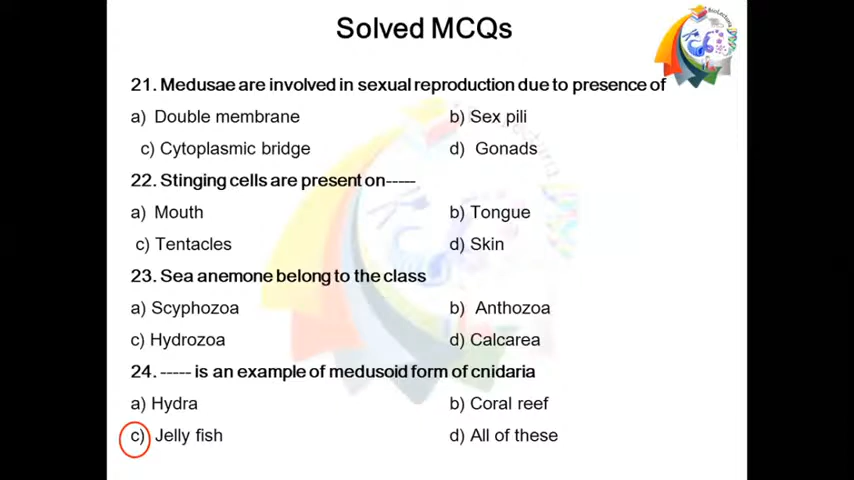 Solved MCQs
21. Medusae are involved in sexual reproduction due to presence of
a) Double membrane b) Sex pili
c) Cytoplasmic bridge d) Gonads
22. Stinging cells are present on-----
a) Mouth b) Tongue
c) Tentacles d) Skin
23. Sea anemone belong to the class
a) Scyphozoa b) Anthozoa
c) Hydrozoa d) Calcarea
24. ----- is an example of medusoid form of cnidaria
a) Hydra b) Coral reef
c) Jelly fish d) All of these